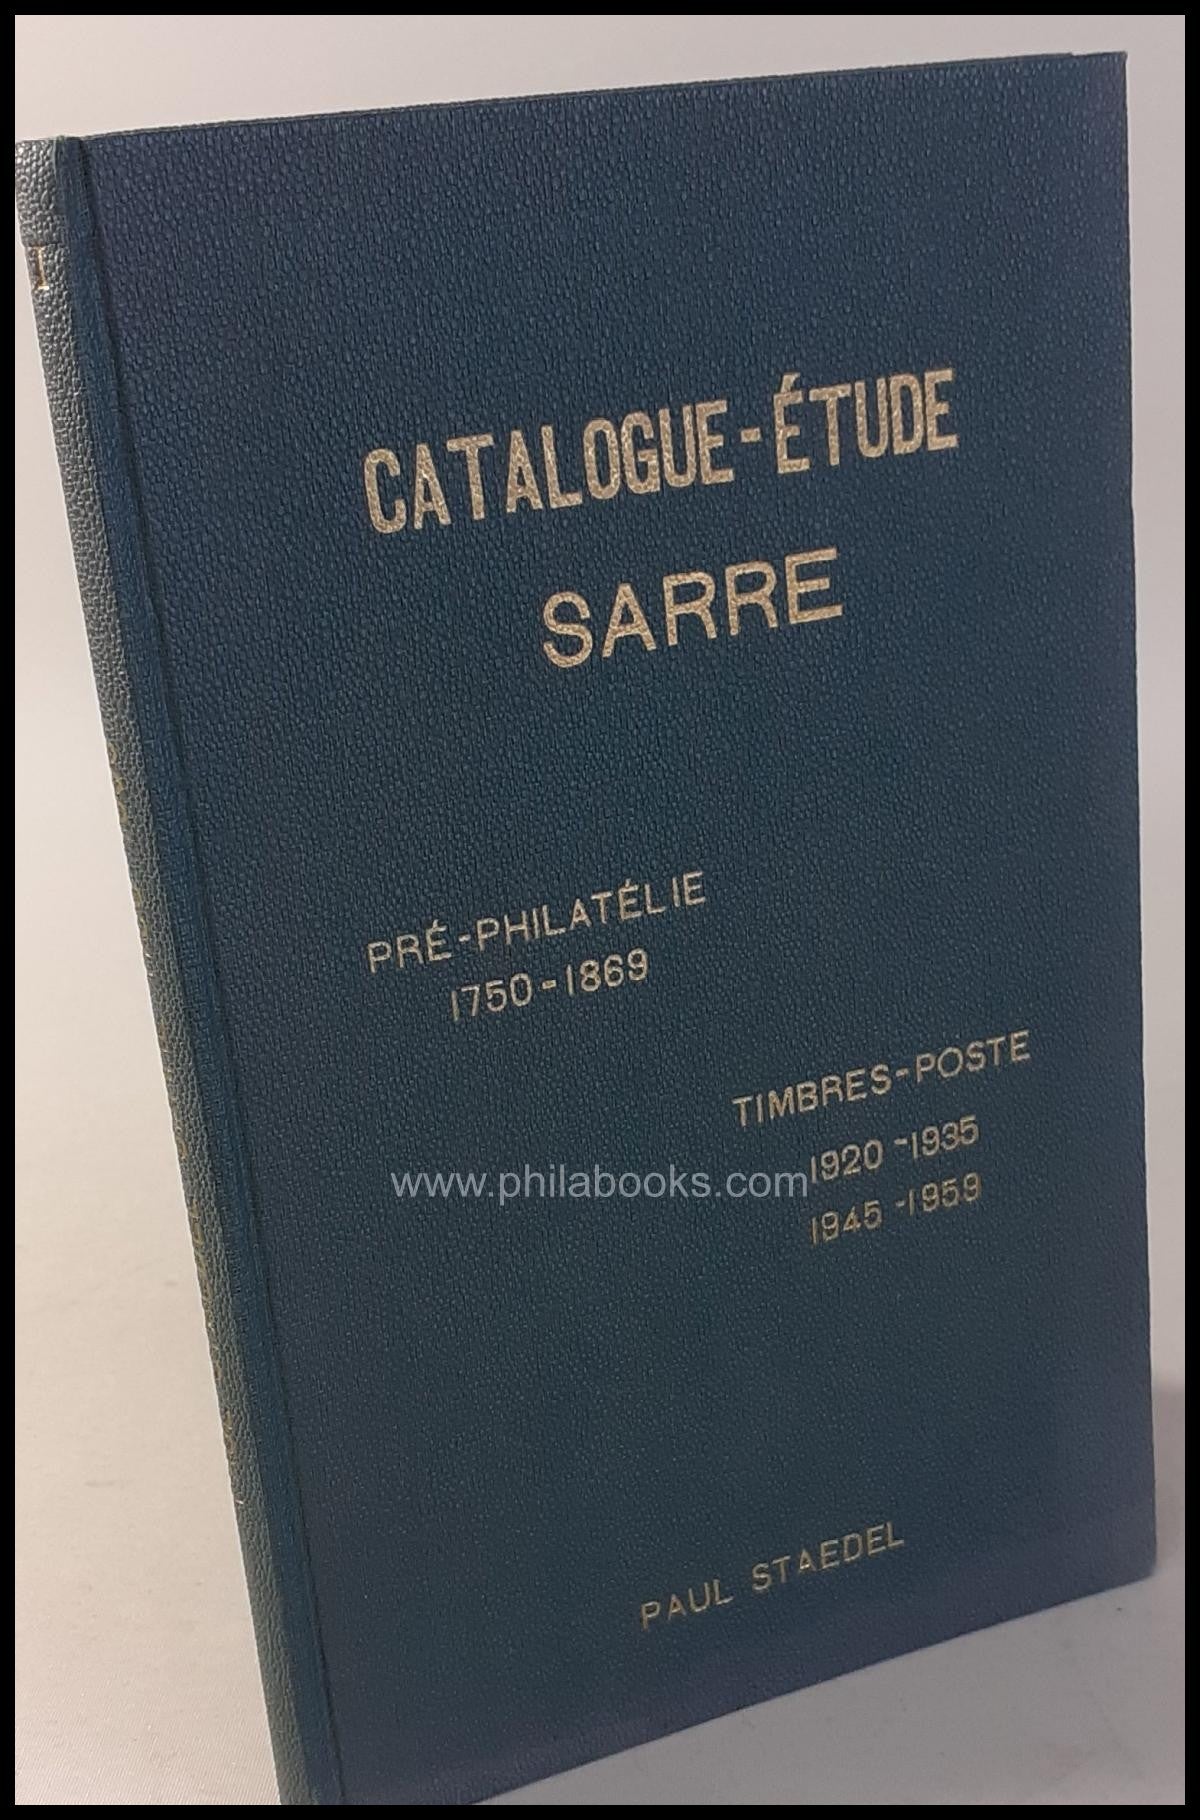 I
CATALOGUE-ÉTUDE
SARRE
PRÉ-PHILATÉLIE
1750-1869
TIMBRES-POSTE
1920-1935
1945-1959
www.philabooks.com
PAUL STAEDEL